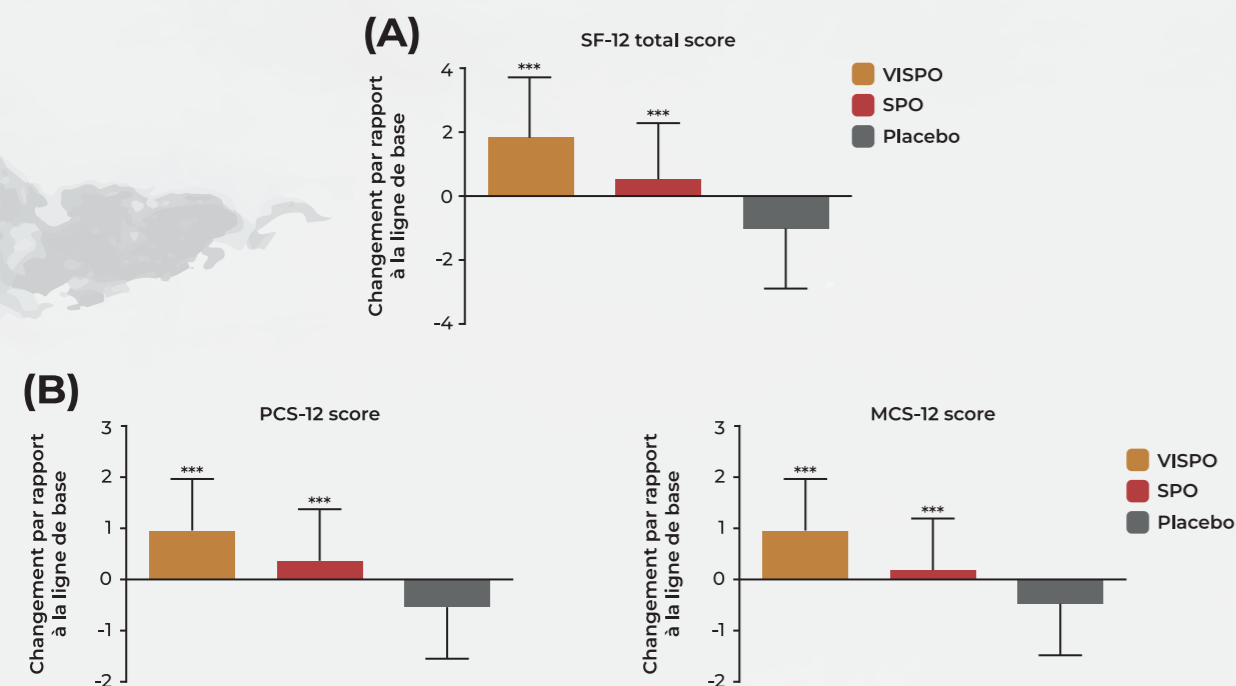 (A)
SF-12 total score
Changement par rapport
à la ligne de base
4
2
0
-2
-4
***
***
VISPO
SPO
Placebo
(B)
PCS-12 score
Changement par rapport
à la ligne de base
3
2
1
0
-1
-2
***
***
MCS-12 score
Changement par rapport
à la ligne de base
3
2
1
0
-1
-2
***
***
VISPO
SPO
Placebo